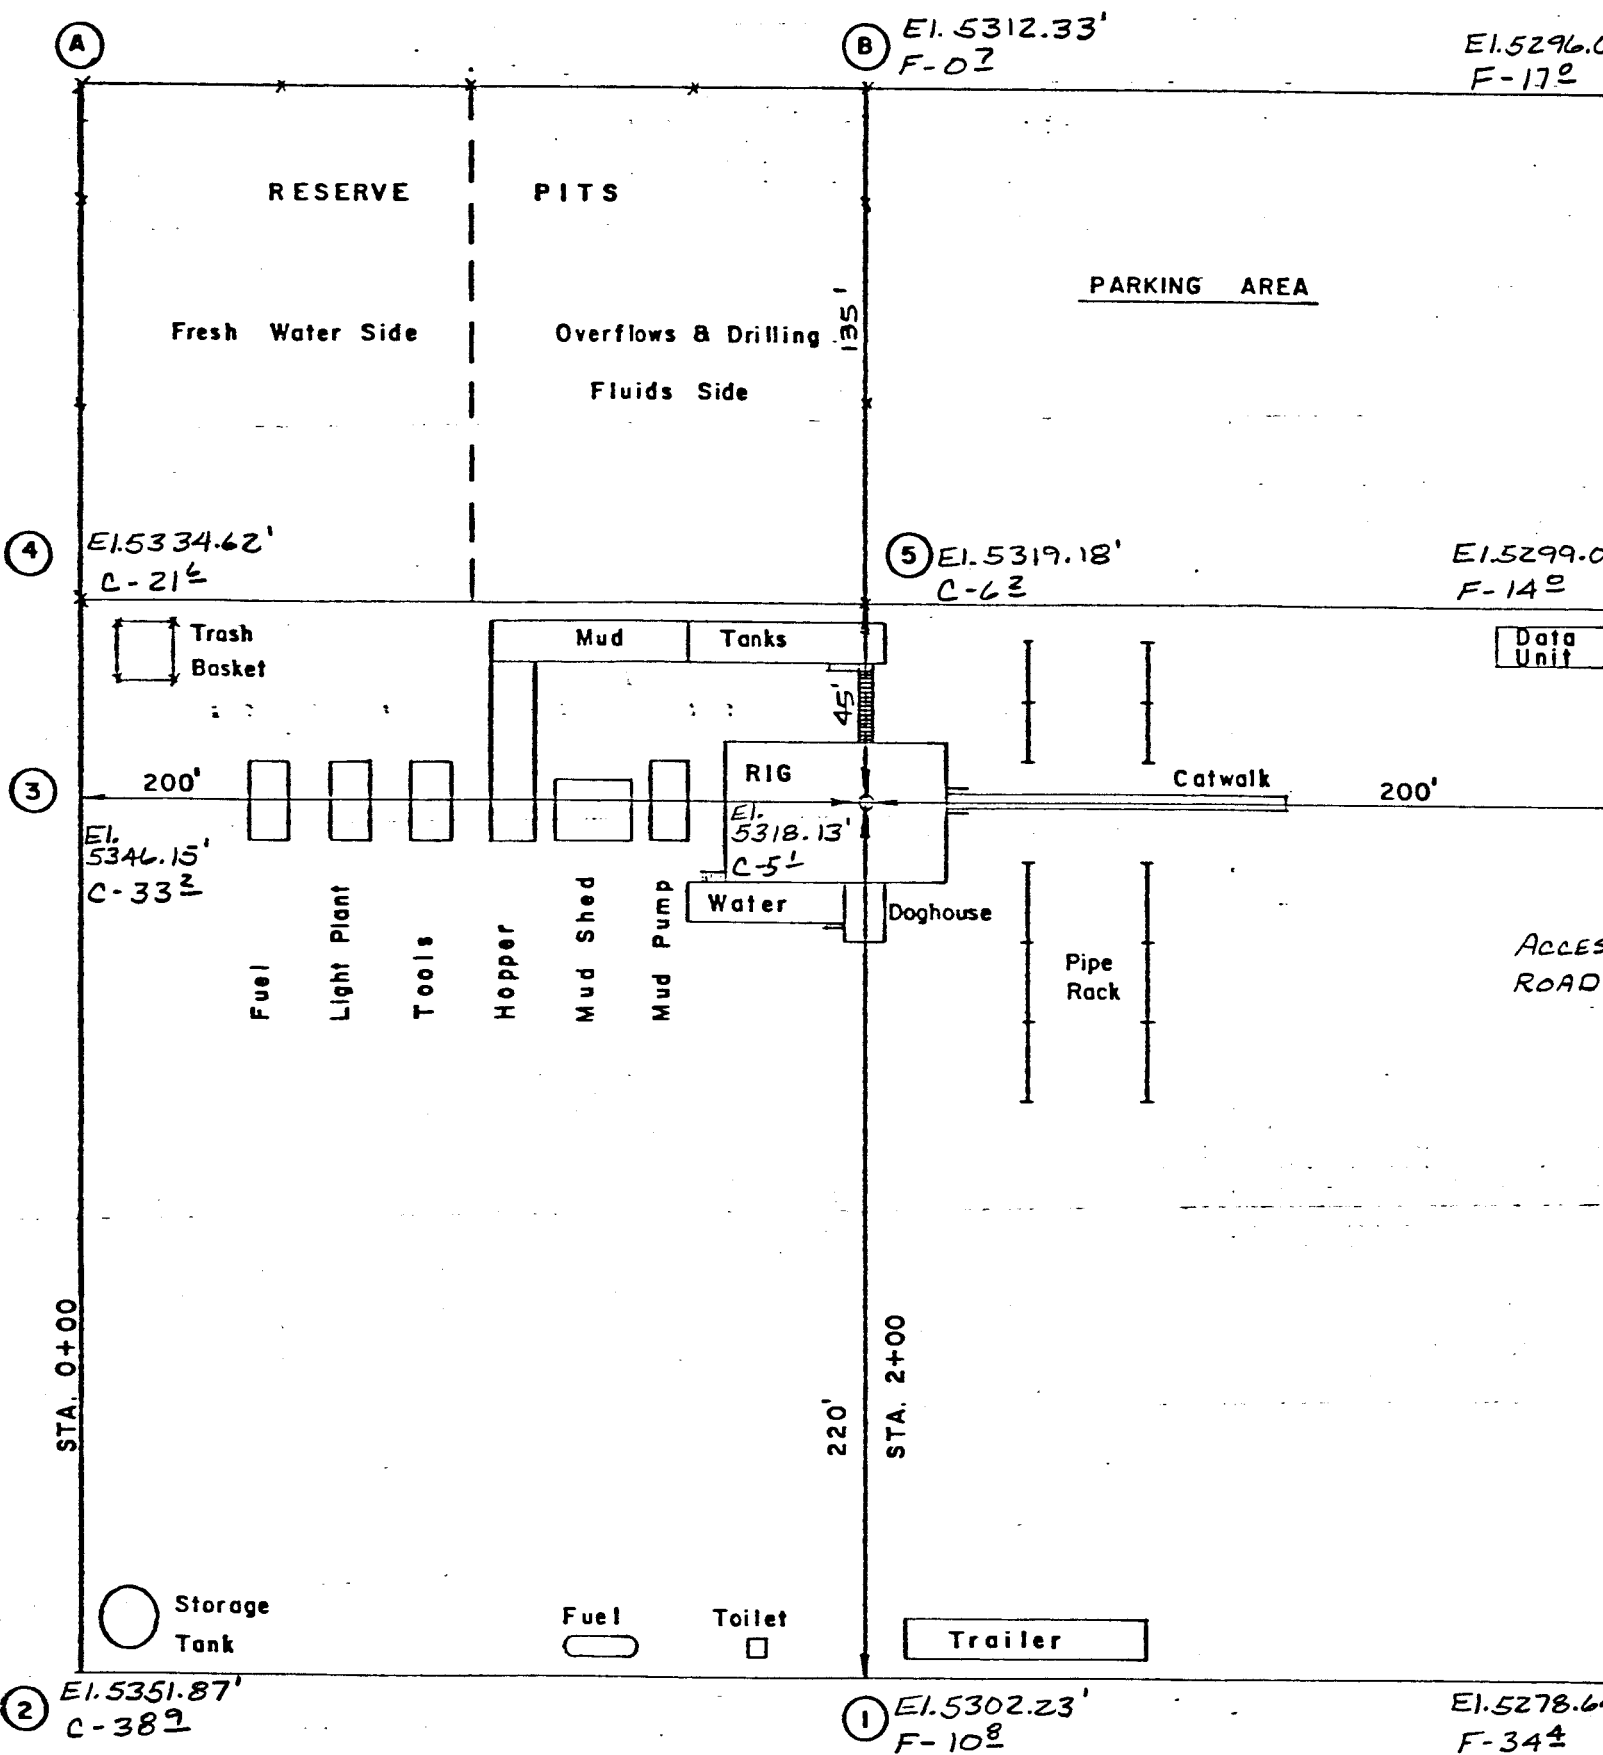 A
B
El. 5312.33'
F-0 7
El. 5296.0
F-17 0
RESERVE PITS
PARKING AREA
Fresh Water Side
Overflows & Drilling
Fluids Side
135'
4
El. 5334.62'
C-21 6
5
El. 5319.18'
C-6 2
El. 5299.0
F-14 0
Trash
Basket
Mud Tanks
Data
Unit
45'
3
200'
RIG
Catwalk
200'
El.
5318.13'
C-5 1
El.
5346.15'
C-33 2
Water
Doghouse
Fuel
Light Plant
Tools
Hopper
Mud Shed
Mud Pump
Pipe
Rack
ACCES
ROAD
STA. 0+00
220'
STA. 2+00
Storage
Tank
Fuel
Toilet
Trailer
2
El. 5351.87'
C-38 9
1
El. 5302.23'
F-10 8
El. 5278.6
F-34 4